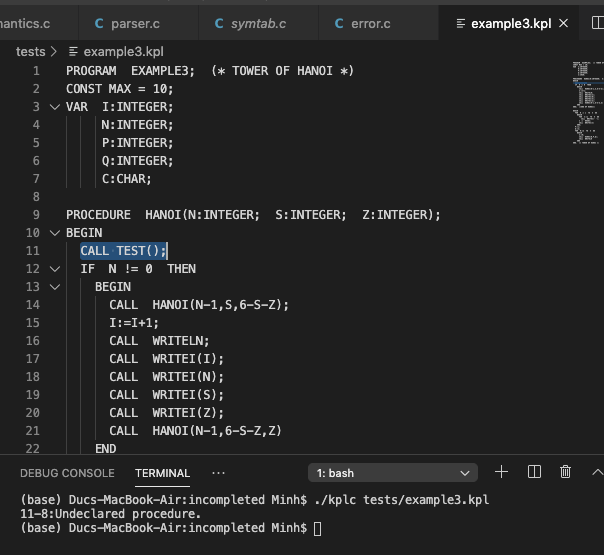 nantics.c C parser.c C symtab.c C error.c example3.kpl
tests > example3.kpl
1 PROGRAM EXAMPLE3; (* TOWER OF HANOI *)
2 CONST MAX = 10;
3 VAR I:INTEGER;
4 N:INTEGER;
5 P:INTEGER;
6 Q:INTEGER;
7 C:CHAR;
8
9 PROCEDURE HANOI(N:INTEGER; S:INTEGER; Z:INTEGER);
10 BEGIN
11 CALL TEST();
12 IF N != 0 THEN
13 BEGIN
14 CALL HANOI(N-1,S,6-S-Z);
15 I:=I+1;
16 CALL WRITELN;
17 CALL WRITEI(I);
18 CALL WRITEI(N);
19 CALL WRITEI(S);
20 CALL WRITEI(Z);
21 CALL HANOI(N-1,6-S-Z,Z)
22 END
DEBUG CONSOLE TERMINAL ... 1: bash
(base) Ducs-MacBook-Air:incompleted Minh$ ./kplc tests/example3.kpl
11-8:Undeclared procedure.
(base) Ducs-MacBook-Air:incompleted Minh$